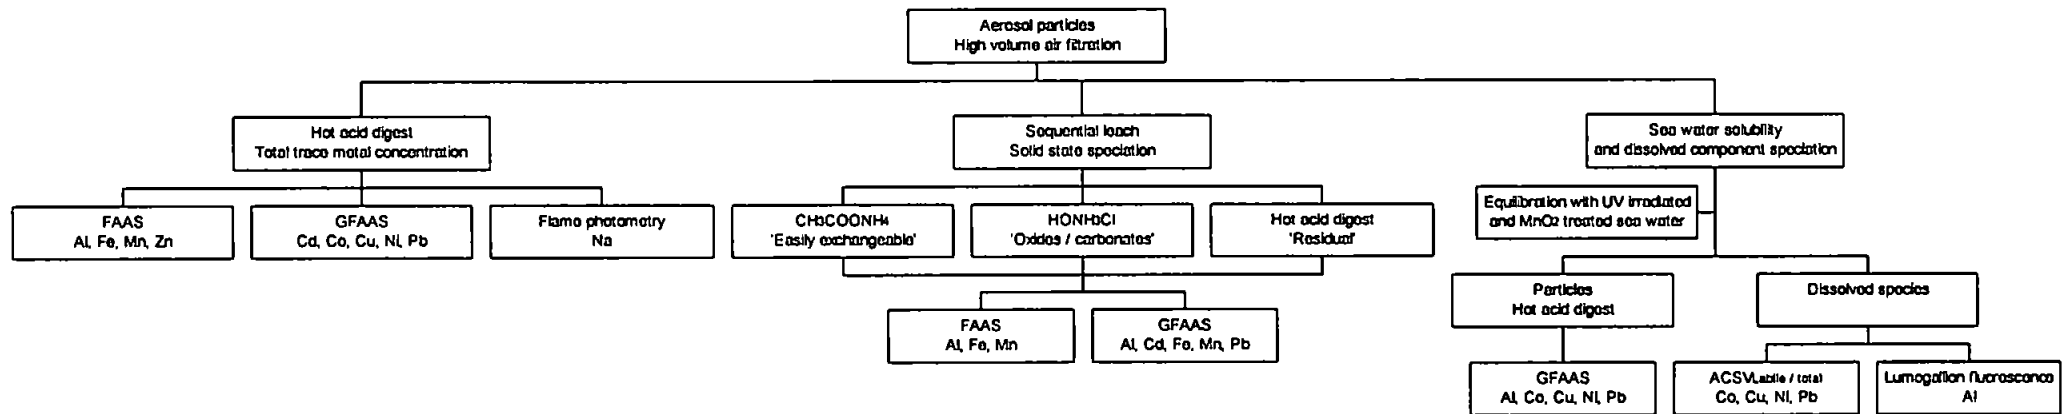 Aerosol particles
High volume air filtration
Hot acid digest
Total trace metal concentration
Sequential leach
Solid state speciation
Sea water solubility
and dissolved component speciation
FAAS
Al, Fe, Mn, Zn
GFAAS
Cd, Co, Cu, Ni, Pb
Flame photometry
Na
CH3COONH4
'Easily exchangeable'
HONH3Cl
'Oxides / carbonates'
Hot acid digest
'Residual'
Equilibration with UV irradiated
and MnO2 treated sea water
Particles
Hot acid digest
Dissolved species
FAAS
Al, Fe, Mn
GFAAS
Al, Cd, Fe, Mn, Pb
GFAAS
Al, Co, Cu, Ni, Pb
ACSVLabile / total
Co, Cu, Ni, Pb
Lumogallion fluorescence
Al